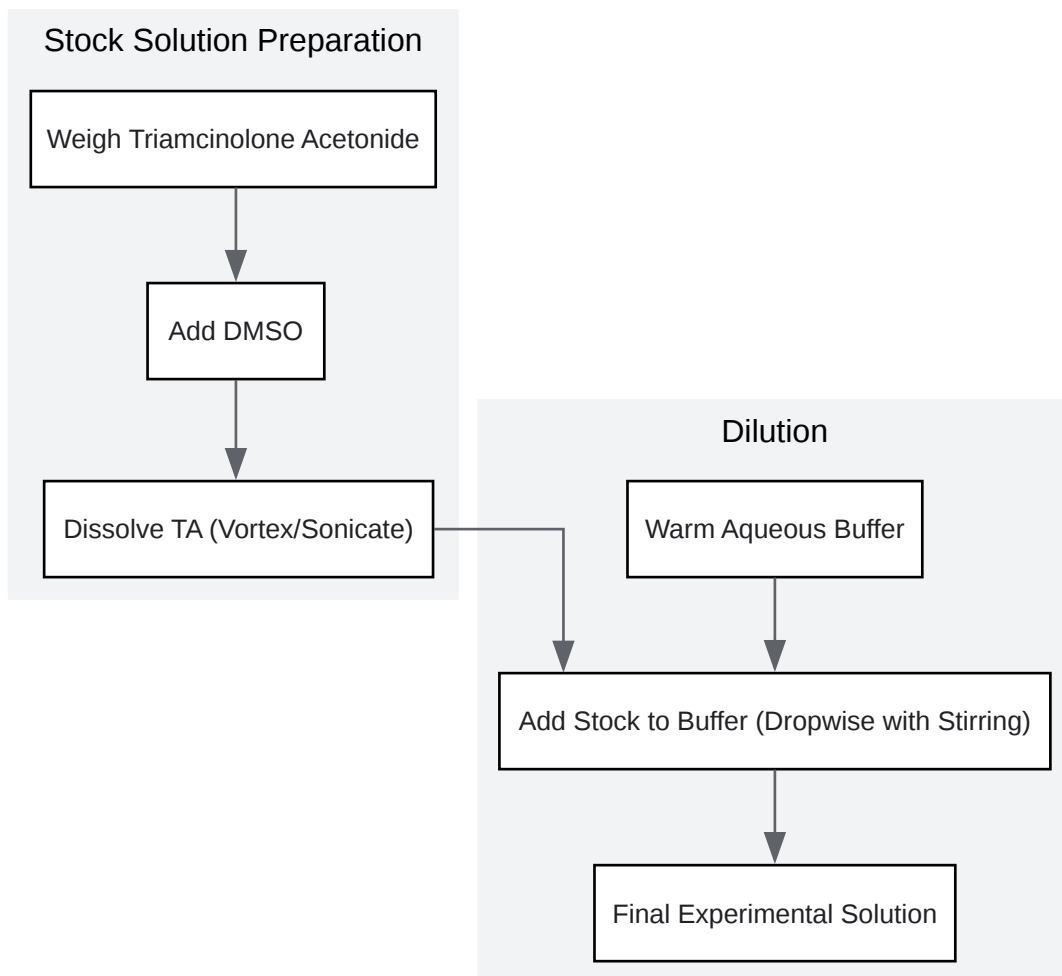 Stock Solution Preparation
Weigh Triamcinolone Acetonide
Add DMSO
Dissolve TA (Vortex/Sonicate)
Dilution
Warm Aqueous Buffer
Add Stock to Buffer (Dropwise with Stirring)
Final Experimental Solution